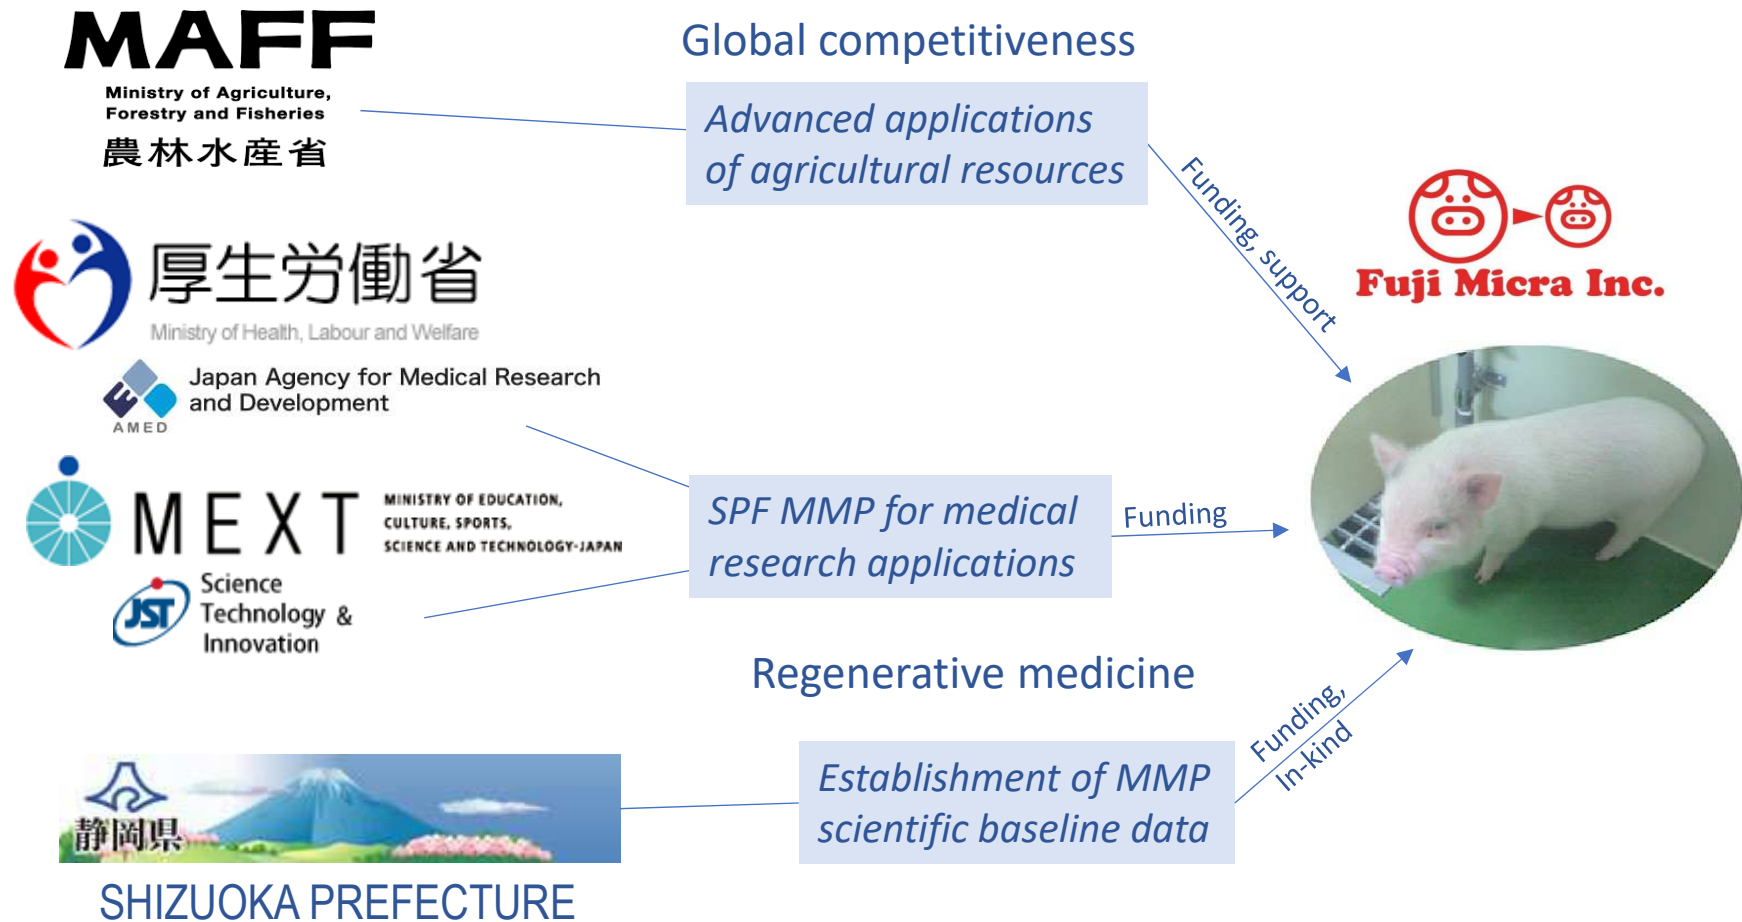 MAFF
Ministry of Agriculture,
Forestry and Fisheries
農林水産省
Global competitiveness
Advanced applications
of agricultural resources
Funding, support
Fuji Micra Inc.
厚生労働省
Ministry of Health, Labour and Welfare
AMED
Japan Agency for Medical Research
and Development
MEXT
MINISTRY OF EDUCATION,
CULTURE, SPORTS,
SCIENCE AND TECHNOLOGY-JAPAN
JST
Science
Technology &
Innovation
SPF MMP for medical
research applications
Funding
Regenerative medicine
静岡県
SHIZUOKA PREFECTURE
Establishment of MMP
scientific baseline data
Funding,
In-kind